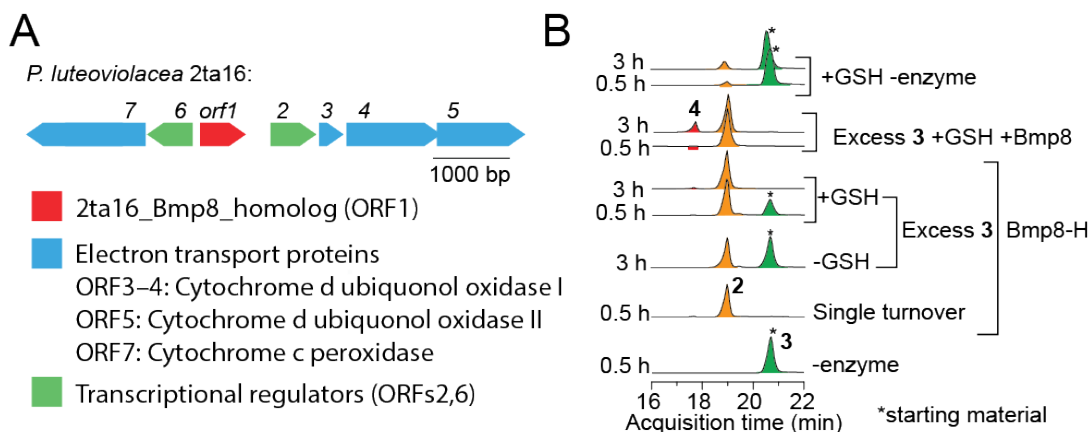 A
P. luteoviolacea 2ta16:
7 6 orf1 2 3 4 5
1000 bp
2ta16_Bmp8_homolog (ORF1)
Electron transport proteins
ORF3–4: Cytochrome d ubiquonol oxidase I
ORF5: Cytochrome d ubiquonol oxidase II
ORF7: Cytochrome c peroxidase
Transcriptional regulators (ORFs2,6)
B
*
*
3 h
0.5 h
+GSH -enzyme
4
3 h
0.5 h
Excess 3 +GSH +Bmp8
3 h
0.5 h
*
+GSH
3 h
*
-GSH
Excess 3
Bmp8-H
0.5 h
2
Single turnover
0.5 h
* 3
-enzyme
16 18 20 22
Acquisition time (min)
*starting material